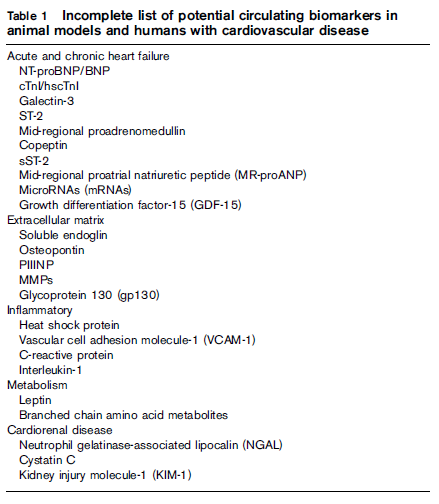 Table 1 Incomplete list of potential circulating biomarkers in
animal models and humans with cardiovascular disease
Acute and chronic heart failure
NT-proBNP/BNP
cTnI/hscTnI
Galectin-3
ST-2
Mid-regional proadrenomedullin
Copeptin
sST-2
Mid-regional proatrial natriuretic peptide (MR-proANP)
MicroRNAs (mRNAs)
Growth differentiation factor-15 (GDF-15)
Extracellular matrix
Soluble endoglin
Osteopontin
PIIINP
MMPs
Glycoprotein 130 (gp130)
Inflammatory
Heat shock protein
Vascular cell adhesion molecule-1 (VCAM-1)
C-reactive protein
Interleukin-1
Metabolism
Leptin
Branched chain amino acid metabolites
Cardiorenal disease
Neutrophil gelatinase-associated lipocalin (NGAL)
Cystatin C
Kidney injury molecule-1 (KIM-1)